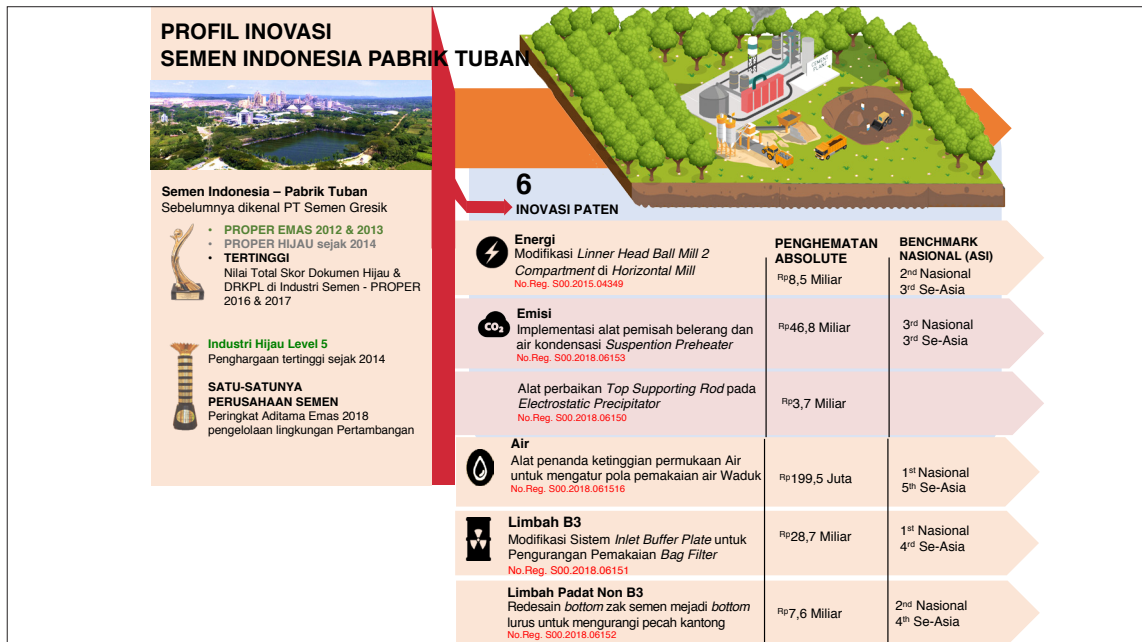 PROFIL INOVASI
SEMEN INDONESIA PABRIK TUBAN
CEMENT
PLANT
Semen Indonesia – Pabrik Tuban
Sebelumnya dikenal PT Semen Gresik
• PROPER EMAS 2012 & 2013
• PROPER HIJAU sejak 2014
• TERTINGGI
Nilai Total Skor Dokumen Hijau &
DRKPL di Industri Semen - PROPER
2016 & 2017
Industri Hijau Level 5
Penghargaan tertinggi sejak 2014
SATU-SATUNYA
PERUSAHAAN SEMEN
Peringkat Aditama Emas 2018
pengelolaan lingkungan Pertambangan
6
INOVASI PATEN
PENGHEMATAN
ABSOLUTE
BENCHMARK
NASIONAL (ASI)
Energi
Modifikasi Linner Head Ball Mill 2
Compartment di Horizontal Mill
No.Reg. S00.2015.04349
Rp8,5 Miliar
2nd Nasional
3rd Se-Asia
CO2
Emisi
Implementasi alat pemisah belerang dan
air kondensasi Suspention Preheater
No.Reg. S00.2018.06153
Rp46,8 Miliar
3rd Nasional
3rd Se-Asia
Alat perbaikan Top Supporting Rod pada
Electrostatic Precipitator
No.Reg. S00.2018.06150
Rp3,7 Miliar
Air
Alat penanda ketinggian permukaan Air
untuk mengatur pola pemakaian air Waduk
No.Reg. S00.2018.061516
Rp199,5 Juta
1st Nasional
5th Se-Asia
Limbah B3
Modifikasi Sistem Inlet Buffer Plate untuk
Pengurangan Pemakaian Bag Filter
No.Reg. S00.2018.06151
Rp28,7 Miliar
1st Nasional
4rd Se-Asia
Limbah Padat Non B3
Redesain bottom zak semen mejadi bottom
lurus untuk mengurangi pecah kantong
No.Reg. S00.2018.06152
Rp7,6 Miliar
2nd Nasional
4th Se-Asia